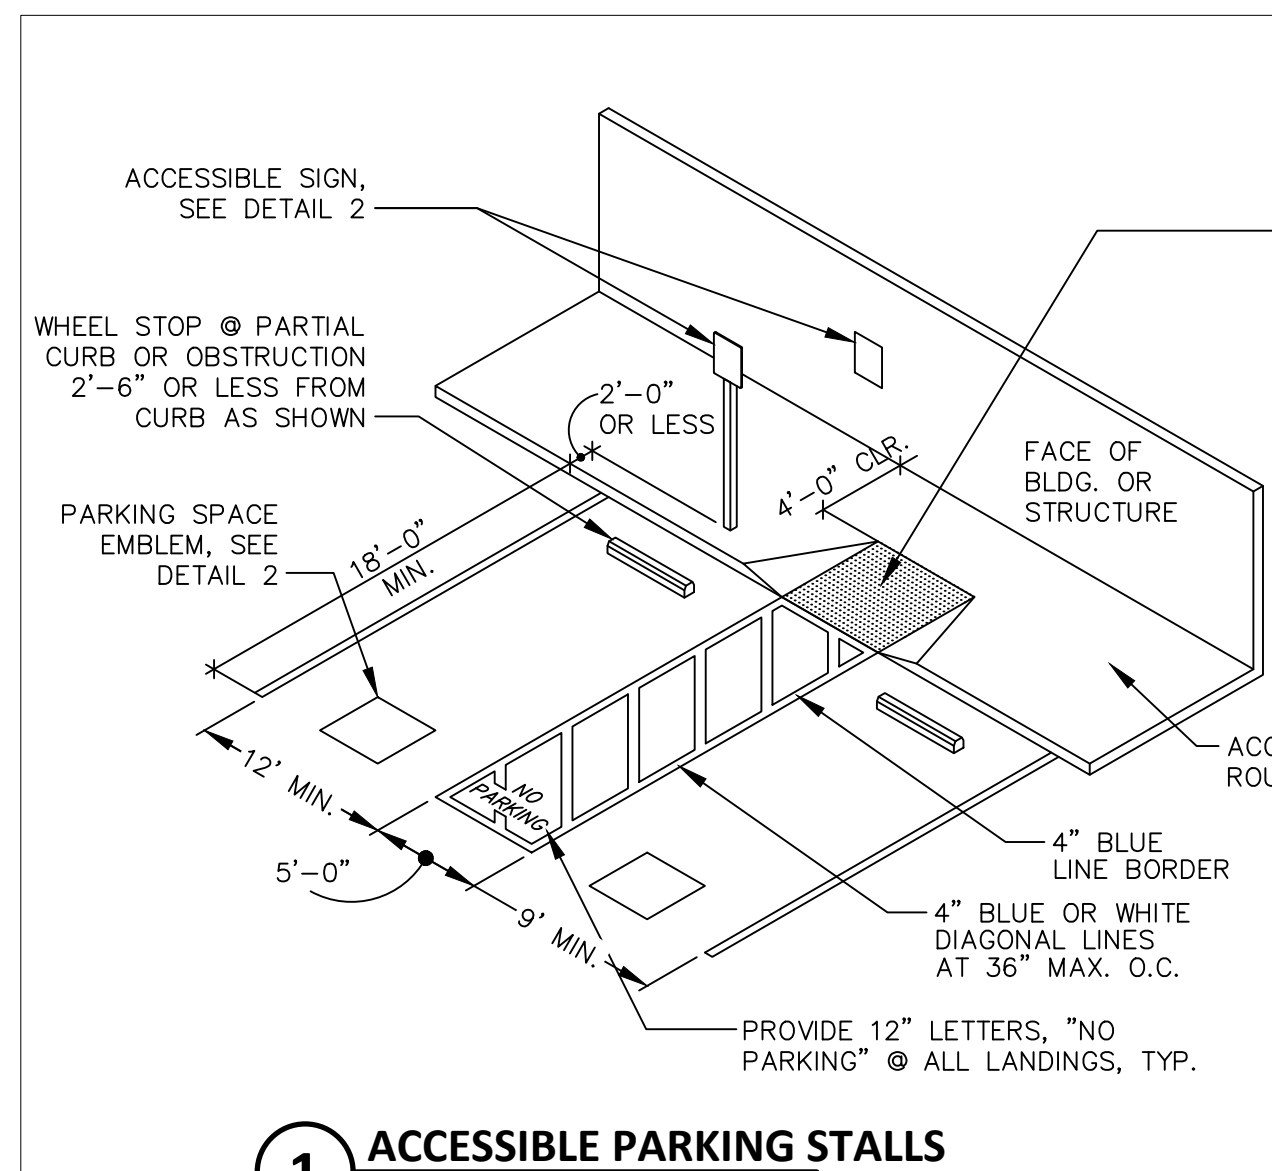 ACCESSIBLE SIGN,
SEE DETAIL 2
WHEEL STOP @ PARTIAL
CURB OR OBSTRUCTION
2'-6" OR LESS FROM
CURB AS SHOWN
2'-0"
OR LESS
4'-0" CLR.
FACE OF
BLDG. OR
STRUCTURE
PARKING SPACE
EMBLEM, SEE
DETAIL 2
18'-0"
MIN.
12' MIN.
NO
PARKING
5'-0"
9' MIN.
ACC
ROU
4" BLUE
LINE BORDER
4" BLUE OR WHITE
DIAGONAL LINES
AT 36" MAX. O.C.
PROVIDE 12" LETTERS, "NO
PARKING" @ ALL LANDINGS, TYP.
1
ACCESSIBLE PARKING STALLS